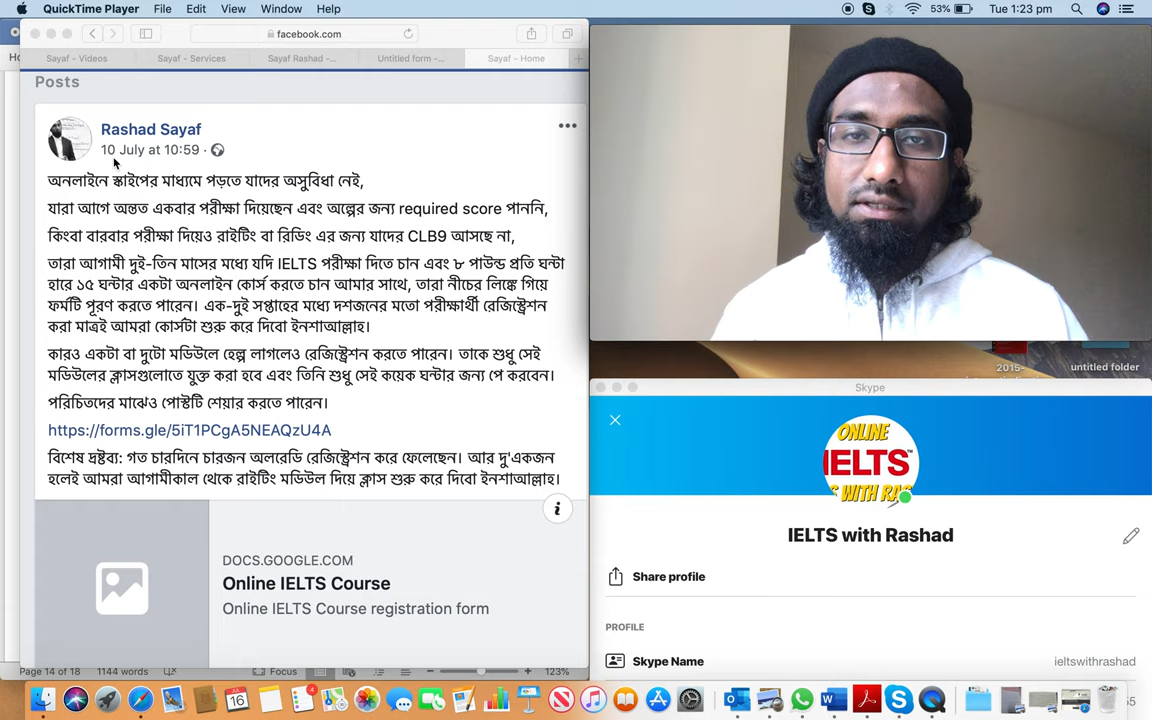 QuickTime Player File Edit View Window Help
53% Tue 1:23 pm
facebook.com
Sayaf - Videos Sayaf - Services Sayaf Rashad -... Untitled form -... Sayaf - Home
Posts
Rashad Sayaf
10 July at 10:59
অনলাইনে স্কাইপের মাধ্যমে পড়তে যাদের অসুবিধা নেই,
যারা আগে অন্তত একবার পরীক্ষা দিয়েছেন এবং অল্পের জন্য required score পাননি,
কিংবা বারবার পরীক্ষা দিয়েও রাইটিং বা রিডিং এর জন্য যাদের CLB9 আসছে না,
তারা আগামী দুই-তিন মাসের মধ্যে যদি IELTS পরীক্ষা দিতে চান এবং ৮ পাউন্ড প্রতি ঘন্টা
হারে ১৫ ঘন্টার একটা অনলাইন কোর্স করতে চান আমার সাথে, তারা নীচের লিঙ্কে গিয়ে
ফর্মটি পূরণ করতে পারেন। এক-দুই সপ্তাহের মধ্যে দশজনের মতো পরীক্ষার্থী রেজিস্ট্রেশন
করা মাত্রই আমরা কোর্সটা শুরু করে দিবো ইনশাআল্লাহ।
কারও একটা বা দুটো মডিউলে হেল্প লাগলেও রেজিস্ট্রেশন করতে পারেন। তাকে শুধু সেই
মডিউলের ক্লাসগুলোতে যুক্ত করা হবে এবং তিনি শুধু সেই কয়েক ঘন্টার জন্য পে করবেন।
পরিচিতদের মাঝেও পোস্টটি শেয়ার করতে পারেন।
https://forms.gle/5iT1PCgA5NEAQzU4A
বিশেষ দ্রষ্টব্য: গত চারদিনে চারজন অলরেডি রেজিস্ট্রেশন করে ফেলেছেন। আর দু'একজন
হলেই আমরা আগামীকাল থেকে রাইটিং মডিউল দিয়ে ক্লাস শুরু করে দিবো ইনশাআল্লাহ।
DOCS.GOOGLE.COM
Online IELTS Course
Online IELTS Course registration form
Page 14 of 18 1144 words Focus 123%
2015- untitled folder
Skype
ONLINE
IELTS
WITH
IELTS with Rashad
Share profile
PROFILE
Skype Name ieltswithrashad
JUL
16
4